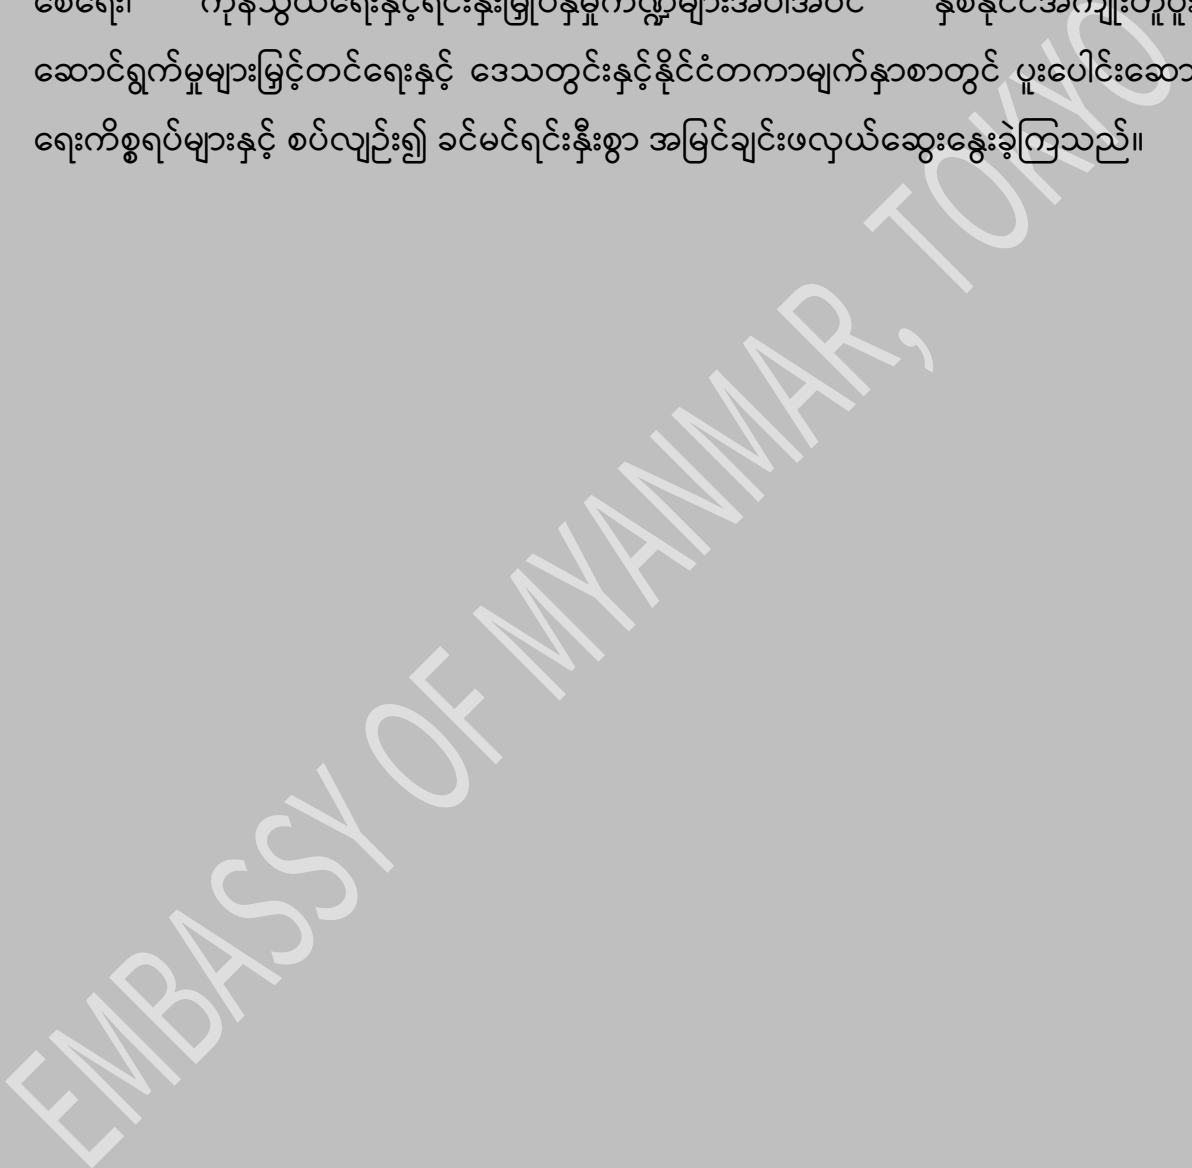 စေရေး၊ ကုန်သွယ်ရေးနှင့်ရင်းနှီးမြှုပ်နှံမှုကဏ္ဍများအပါအဝင် နှစ်နိုင်ငံအကျိုးတူပူး
ဆောင်ရွက်မှုများမြှင့်တင်ရေးနှင့် ဒေသတွင်းနှင့်နိုင်ငံတကာမျက်နှာစာတွင် ပူးပေါင်းဆော
ရေးကိစ္စရပ်များနှင့် စပ်လျဉ်း၍ ခင်မင်ရင်းနှီးစွာ အမြင်ချင်းဖလှယ်ဆွေးနွေးခဲ့ကြသည်။
EMBASSY OF MYANMAR, TOKYO